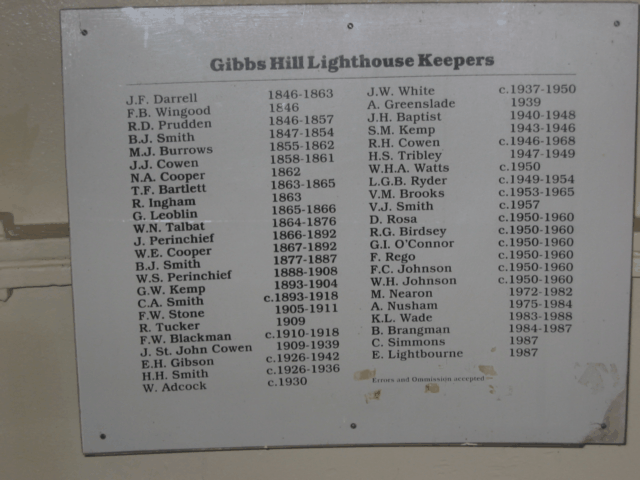 Gibbs Hill Lighthouse Keepers
J.F. Darrell 1846-1863
F.B. Wingood 1846
R.D. Prudden 1846-1857
B.J. Smith 1847-1854
M.J. Burrows 1855-1862
J.J. Cowen 1858-1861
N.A. Cooper 1862
T.F. Bartlett 1863-1865
R. Ingham 1863
G. Leoblin 1865-1866
W.N. Talbat 1864-1876
J. Perinchief 1866-1892
W.E. Cooper 1867-1892
B.J. Smith 1877-1887
W.S. Perinchief 1888-1908
G.W. Kemp 1893-1904
C.A. Smith c.1893-1918
F.W. Stone 1905-1911
R. Tucker 1909
F.W. Blackman c.1910-1918
J. St. John Cowen 1909-1939
E.H. Gibson c.1926-1942
H.H. Smith c.1926-1936
W. Adcock c.1930
J.W. White c.1937-1950
A. Greenslade 1939
J.H. Baptist 1940-1948
S.M. Kemp 1943-1946
R.H. Cowen c.1946-1968
H.S. Tribley 1947-1949
W.H.A. Watts c.1950
L.G.B. Ryder c.1949-1954
V.M. Brooks c.1953-1965
V.J. Smith c.1957
D. Rosa c.1950-1960
R.G. Birdsey c.1950-1960
G.I. O'Connor c.1950-1960
F. Rego c.1950-1960
F.C. Johnson c.1950-1960
W.H. Johnson c.1950-1960
M. Nearon 1972-1982
A. Nusham 1975-1984
K.L. Wade 1983-1988
B. Brangman 1984-1987
C. Simmons 1987
E. Lightbourne 1987
Errors and Ommission accepted